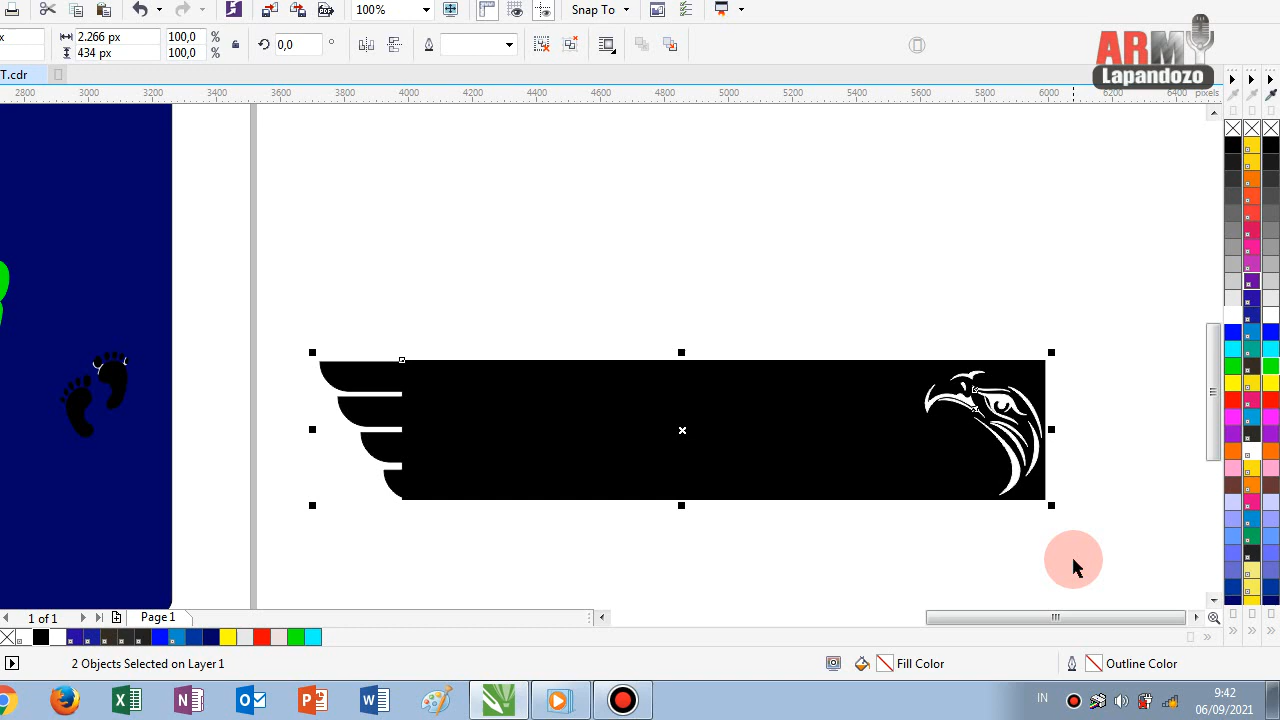 100%
Snap To
x
2.266 px
434 px
100,0 %
100,0 %
0,0 °
ARM
Lapandozo
T.cdr
2800 3000 3200 3400 3600 3800 4000 4200 4400 4600 4800 5000 5200 5400 5600 5800 6000 6200 6400 pixels
1 of 1
Page 1
2 Objects Selected on Layer 1
Fill Color
Outline Color
IN
9:42
06/09/2021